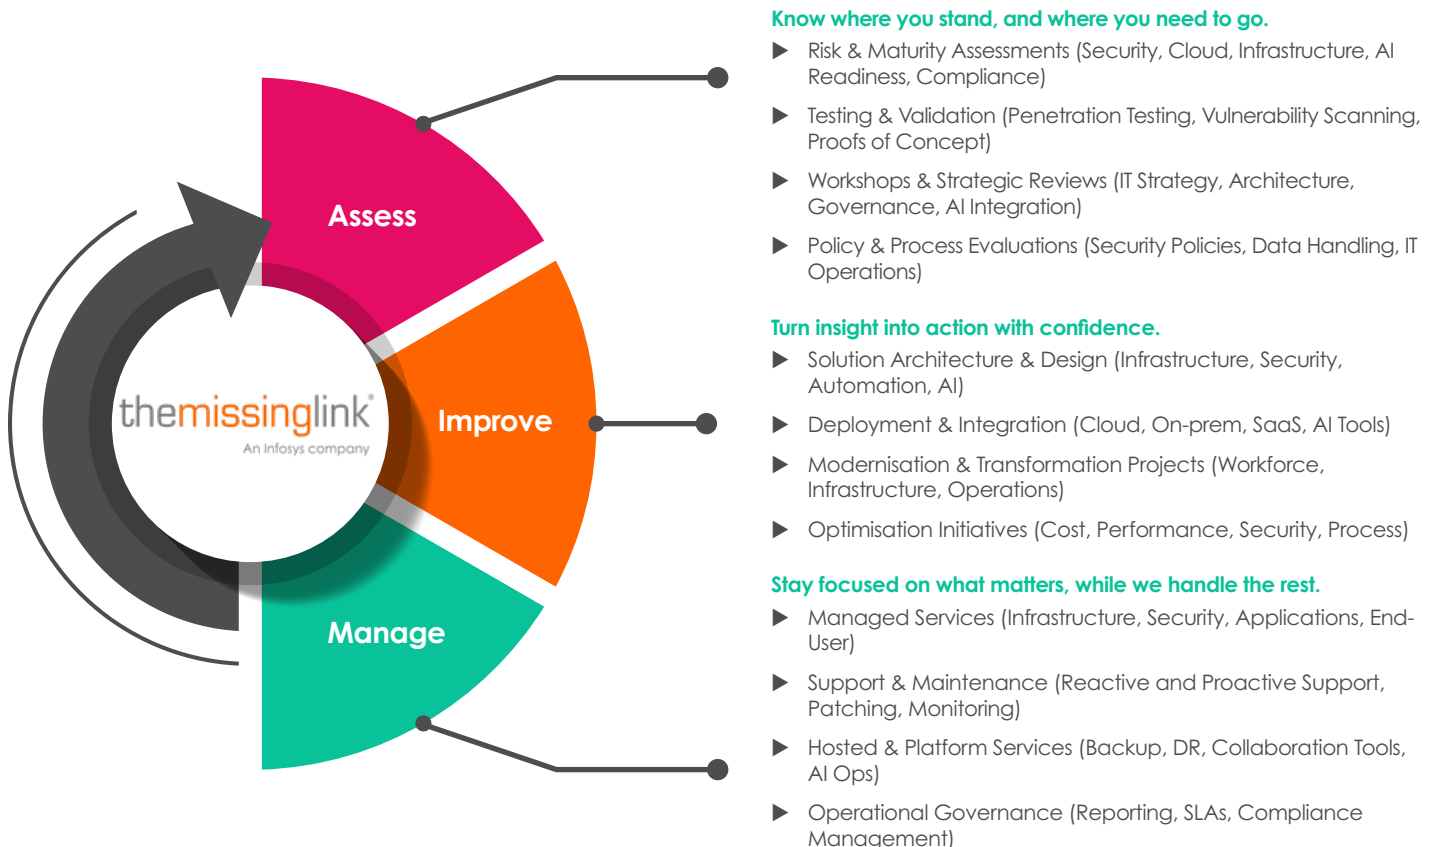 Assess
Improve
Manage
themissinglink®
An Infosys company
Know where you stand, and where you need to go.
Risk & Maturity Assessments (Security, Cloud, Infrastructure, AI
Readiness, Compliance)
Testing & Validation (Penetration Testing, Vulnerability Scanning,
Proofs of Concept)
Workshops & Strategic Reviews (IT Strategy, Architecture,
Governance, AI Integration)
Policy & Process Evaluations (Security Policies, Data Handling, IT
Operations)
Turn insight into action with confidence.
Solution Architecture & Design (Infrastructure, Security,
Automation, AI)
Deployment & Integration (Cloud, On-prem, SaaS, AI Tools)
Modernisation & Transformation Projects (Workforce,
Infrastructure, Operations)
Optimisation Initiatives (Cost, Performance, Security, Process)
Stay focused on what matters, while we handle the rest.
Managed Services (Infrastructure, Security, Applications, End-
User)
Support & Maintenance (Reactive and Proactive Support,
Patching, Monitoring)
Hosted & Platform Services (Backup, DR, Collaboration Tools,
AI Ops)
Operational Governance (Reporting, SLAs, Compliance
Management)